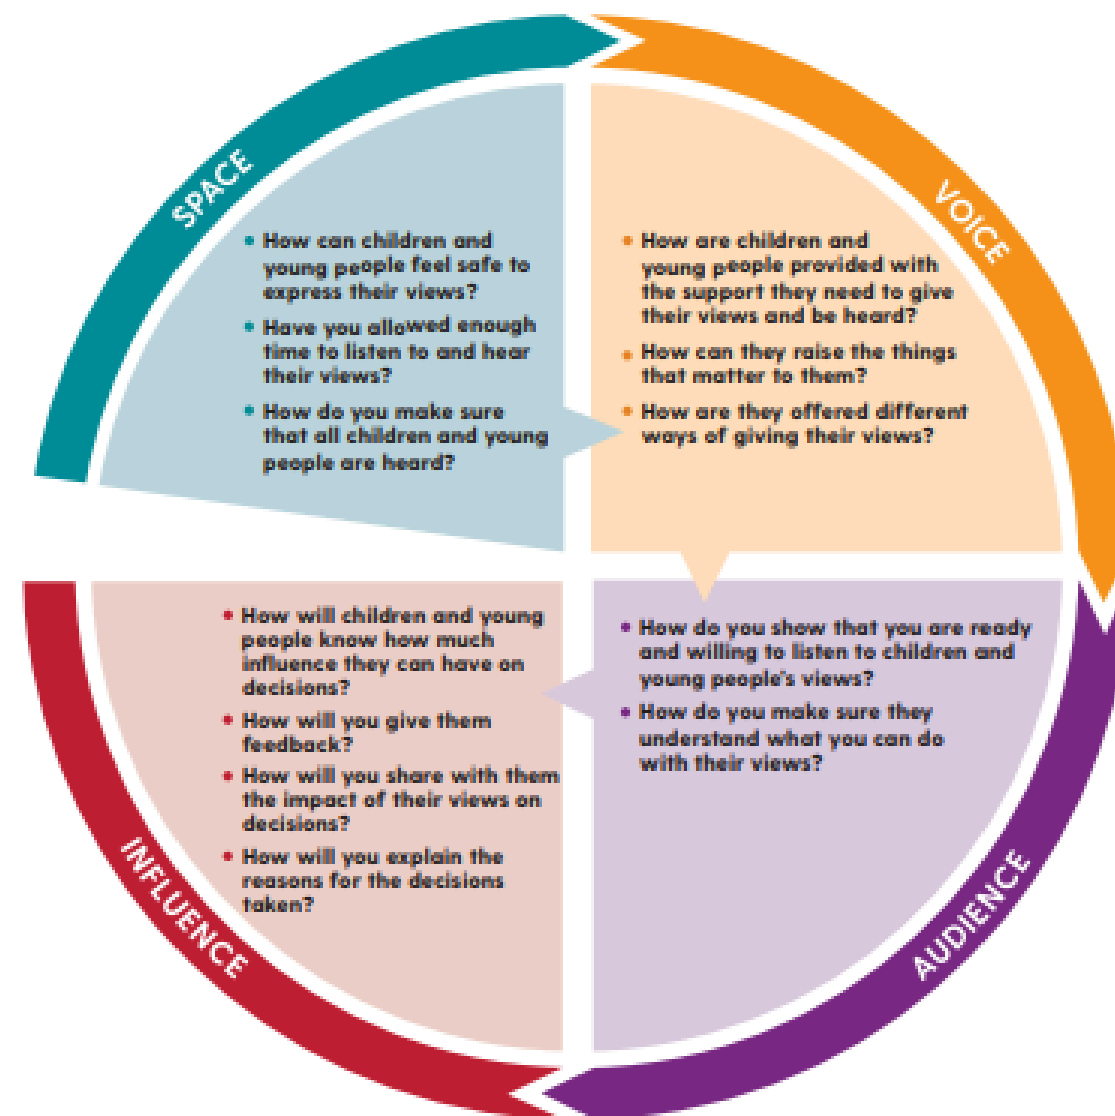 SPACE
• How can children and
young people feel safe to
express their views?
• Have you allowed enough
time to listen to and hear
their views?
• How do you make sure
that all children and young
people are heard?
VOICE
• How are children and
young people provided with
the support they need to give
their views and be heard?
• How can they raise the things
that matter to them?
• How are they offered different
ways of giving their views?
AUDIENCE
• How do you show that you are ready
and willing to listen to children and
young people's views?
• How do you make sure they
understand what you can do
with their views?
INFLUENCE
• How will children and young
people know how much
influence they can have on
decisions?
• How will you give them
feedback?
• How will you share with them
the impact of their views on
decisions?
• How will you explain the
reasons for the decisions
taken?